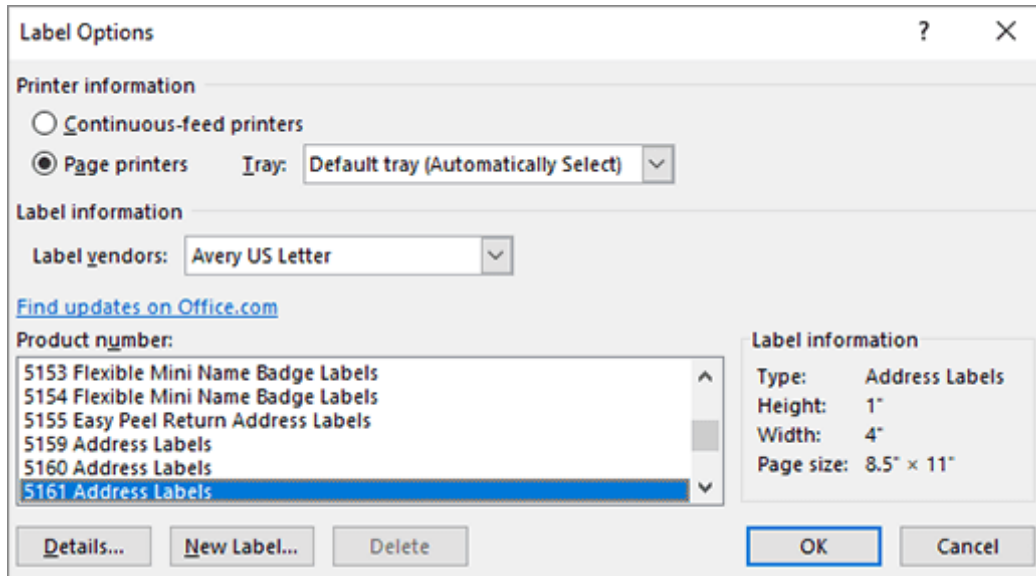 Label Options
?
Printer information
Continuous-feed printers
Page printers Tray: Default tray (Automatically Select)
Label information
Label vendors: Avery US Letter
Find updates on Office.com
Product number:
5153 Flexible Mini Name Badge Labels
5154 Flexible Mini Name Badge Labels
5155 Easy Peel Return Address Labels
5159 Address Labels
5160 Address Labels
5161 Address Labels
Label information
Type: Address Labels
Height: 1"
Width: 4"
Page size: 8.5" × 11"
Details... New Label... Delete OK Cancel